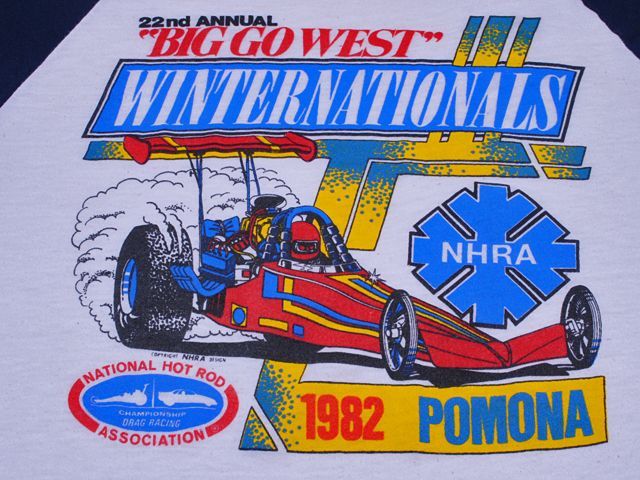 22nd ANNUAL
"BIG GO WEST"
WINTERNATIONALS
NHRA
COPYRIGHT NHRA DESIGN
NATIONAL HOT ROD
CHAMPIONSHIP
DRAG RACING
ASSOCIATION®
1982 POMONA